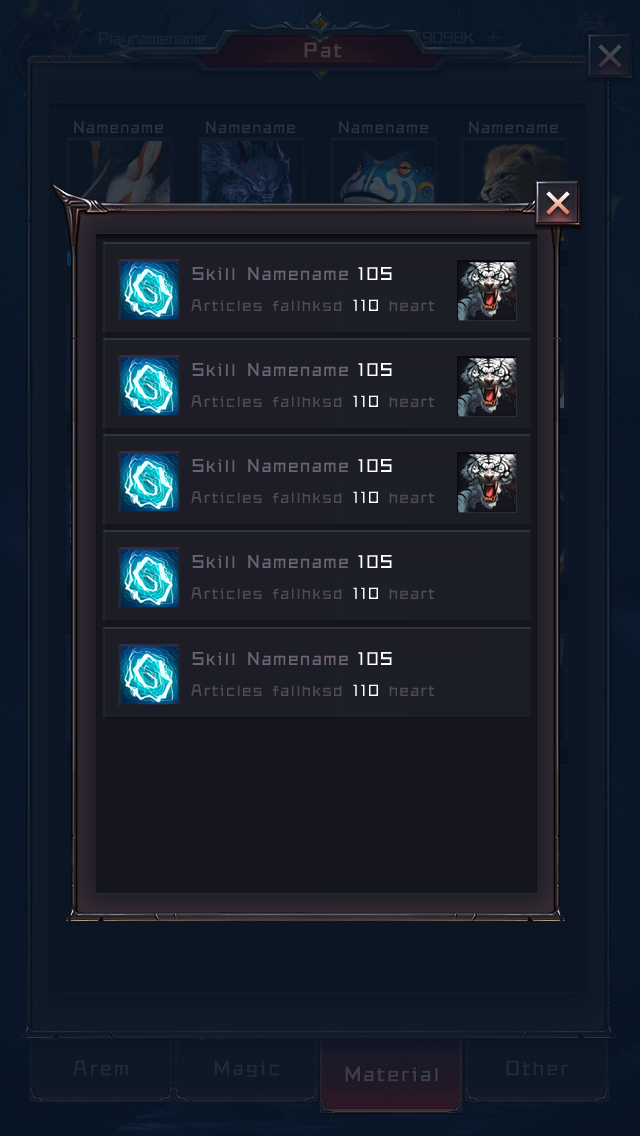 Playnamename
9098K +
Pat
Namename Namename Namename Namename
Skill Namename 105
Articles fallhksd 110 heart
Skill Namename 105
Articles fallhksd 110 heart
Skill Namename 105
Articles fallhksd 110 heart
Skill Namename 105
Articles fallhksd 110 heart
Skill Namename 105
Articles fallhksd 110 heart
Arem Magic Material Other